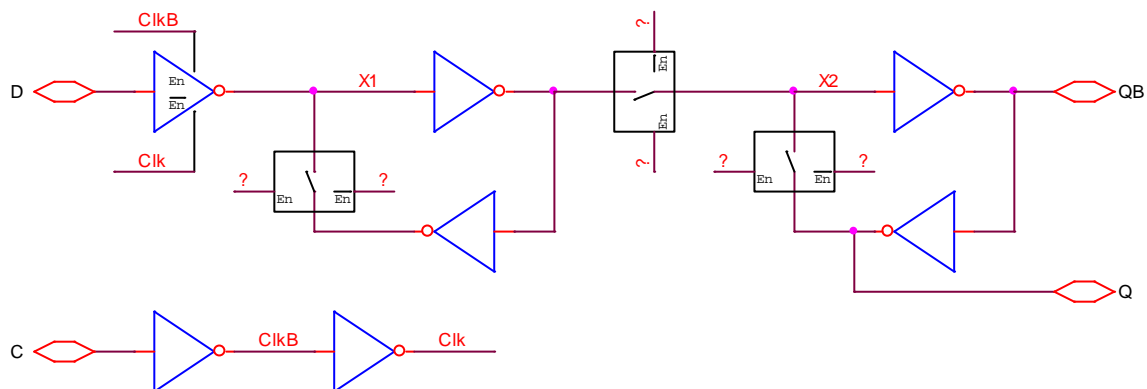 ClkB
D
En
En
Clk
X1
?
En
En
?
?
En
En
?
X2
?
En
En
?
QB
Q
C
ClkB
Clk